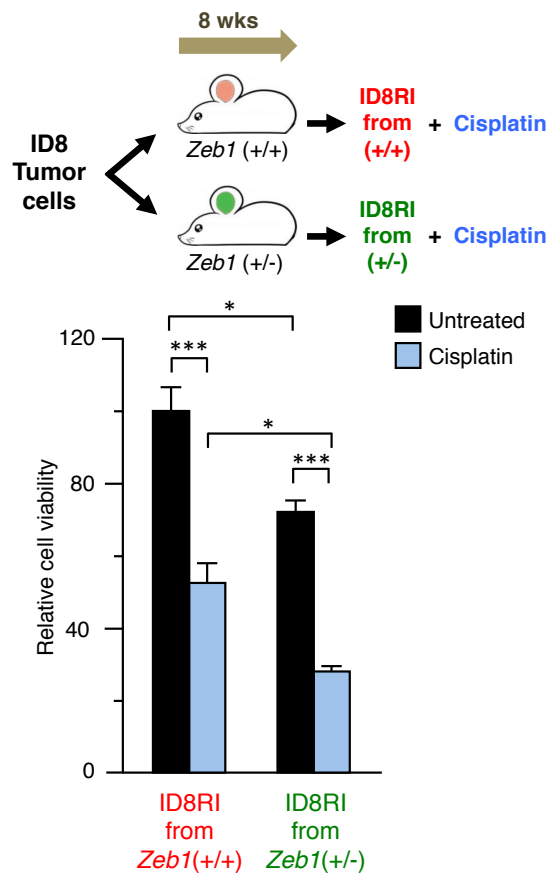 8 wks
ID8
Tumor
cells
Zeb1 (+/+)
ID8RI
from
(+/+)
+ Cisplatin
Zeb1 (+/-)
ID8RI
from
(+/-)
+ Cisplatin
Untreated
Cisplatin
Relative cell viability
120
80
40
0
*
***
*
***
ID8RI
from
Zeb1(+/+)
ID8RI
from
Zeb1(+/-)